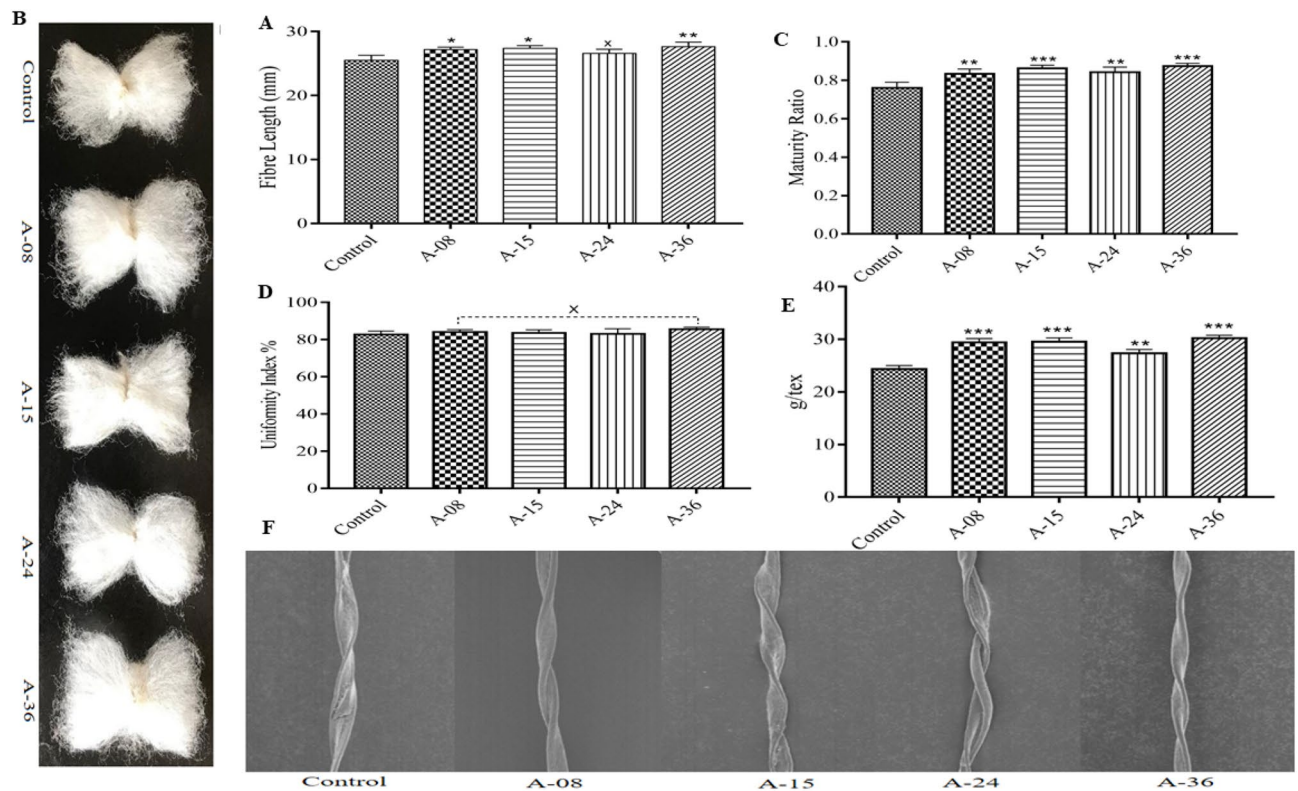 B
Control
A-08
A-15
A-24
A-36
A
Fibre Length (mm)
30
20
10
0
* * × **
Control A-08 A-15 A-24 A-36
C
Maturity Ratio
1.0
0.8
0.6
0.4
0.2
0.0
** *** ** ***
Control A-08 A-15 A-24 A-36
D
Uniformity Index %
100
80
60
40
20
0
×
Control A-08 A-15 A-24 A-36
E
g/tex
40
30
20
10
0
*** *** ** ***
Control A-08 A-15 A-24 A-36
F
Control A-08 A-15 A-24 A-36